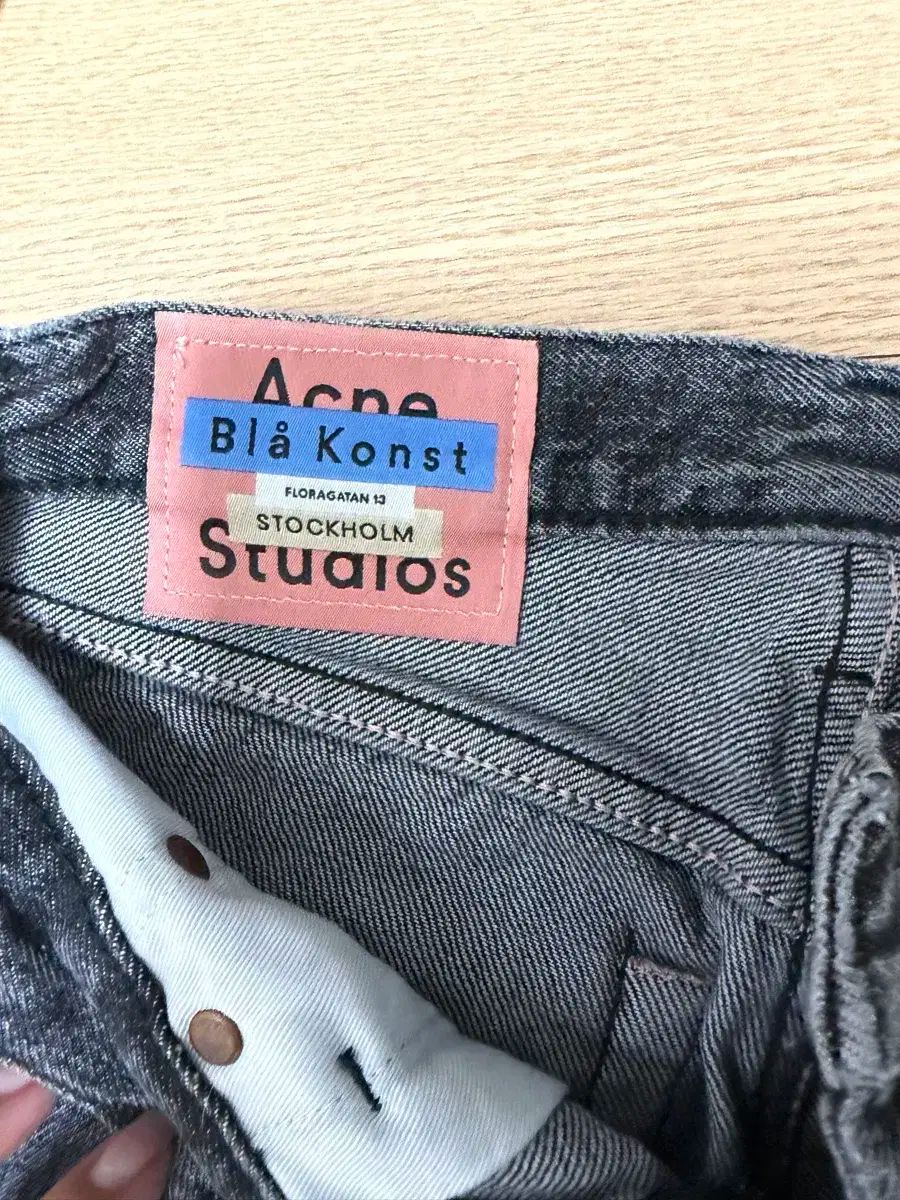 Acne
Blå Konst
FLORAGATAN 13
STOCKHOLM
Studios